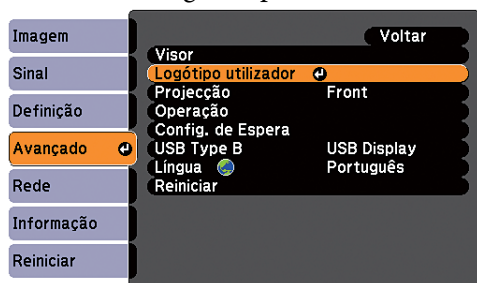 Imagem
Sinal
Definição
Avançado
Rede
Informação
Reiniciar
Voltar
Visor
Logótipo utilizador
Projecção Front
Operação
Config. de Espera
USB Type B USB Display
Língua Português
Reiniciar